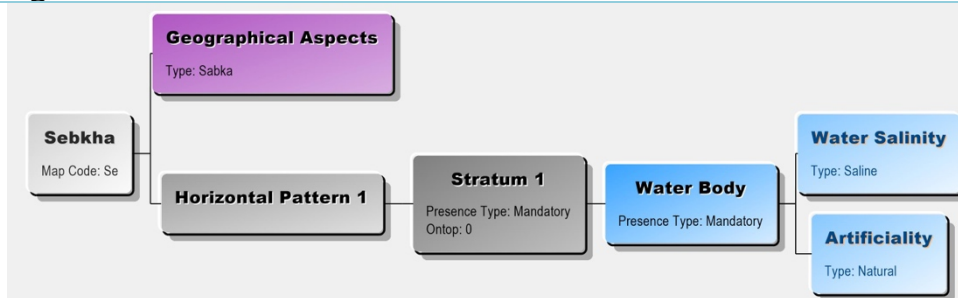 Geographical Aspects
Type: Sabka
Sebkha
Map Code: Se
Horizontal Pattern 1
Stratum 1
Presence Type: Mandatory
Ontop: 0
Water Body
Presence Type: Mandatory
Water Salinity
Type: Saline
Artificiality
Type: Natural